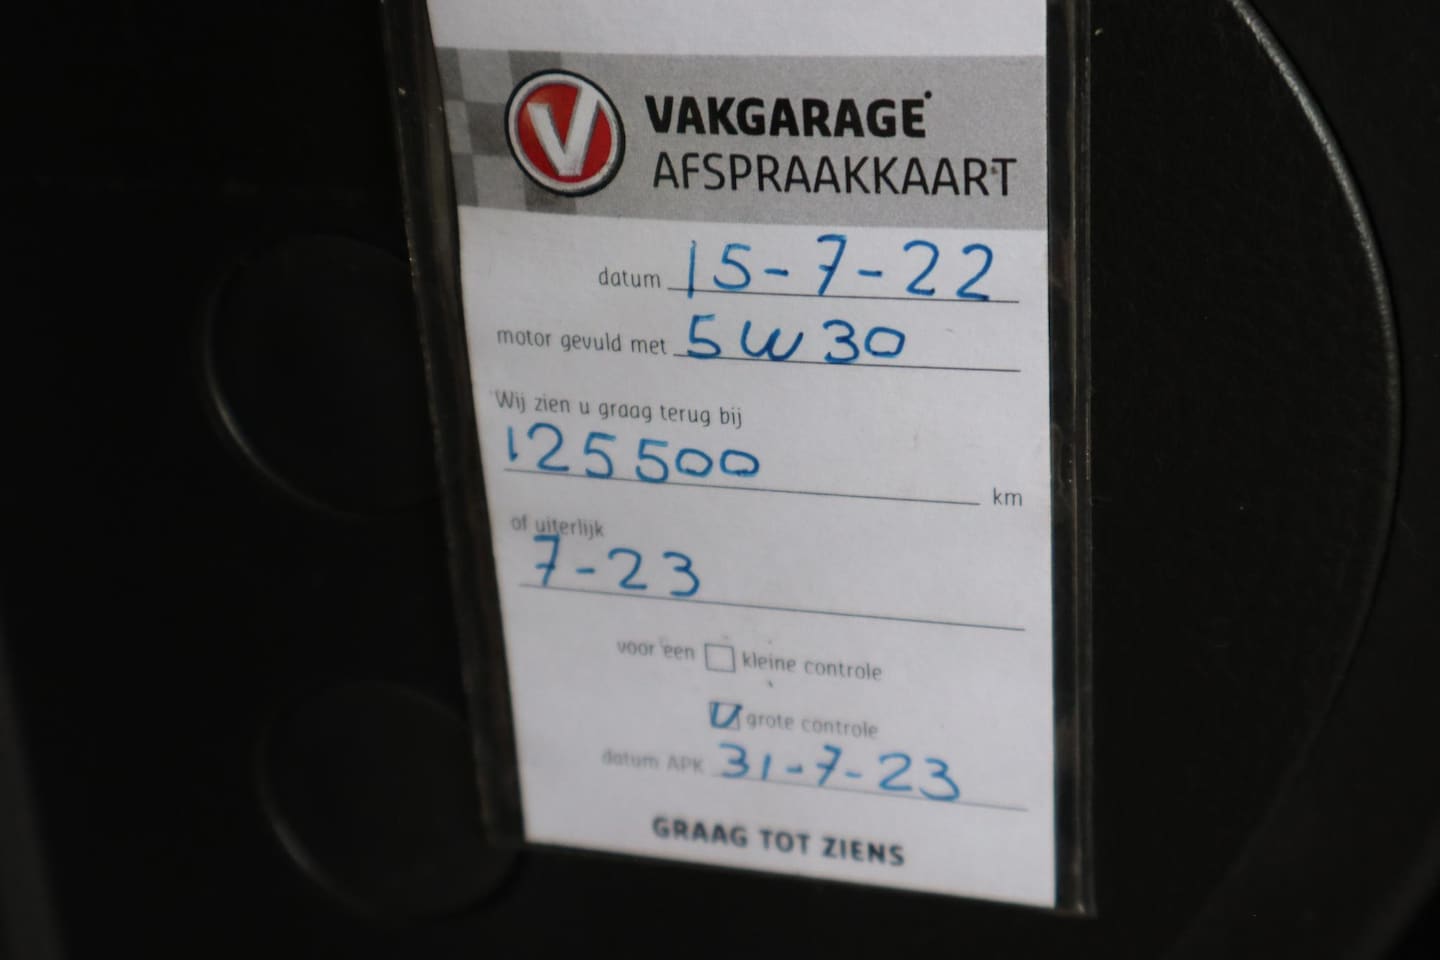 V VAKGARAGE
AFSPRAAKKAART
datum 15-7-22
motor gevuld met 5W30
Wij zien u graag terug bij
125500 km
of uiterlijk
7-23
voor een kleine controle
grote controle
datum APK 31-7-23
GRAAG TOT ZIENS